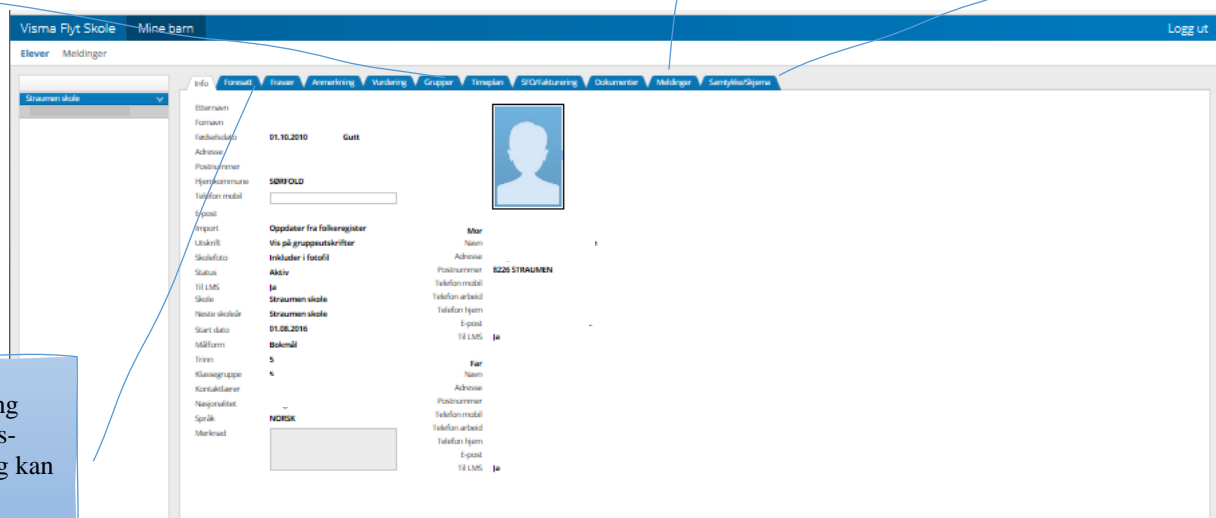 Visma Flyt Skole Mine barn Logg ut
Elever Meldinger
Info Foresatt Fravær Anmerkning Vurdering Grupper Timeplan SFO/Fakturering Dokumenter Meldinger Samtykke/Skjema
Straumen skole
Etternavn
Fornavn
Fødselsdato 01.10.2010 Gutt
Adresse
Postnummer
Hjemkommune SØRFOLD
Telefon mobil
E-post
Import Oppdater fra folkeregister
Utskrift Vis på gruppeutskrifter
Skolefoto Inkluder i fotofil
Status Aktiv
Til LMS Ja
Skole Straumen skole
Neste skoleår Straumen skole
Start dato 01.08.2016
Målform Bokmål
Trinn 5
Klassegruppe 5
Kontaktlærer
Nasjonalitet
Språk NORSK
Merknad
Mor
Navn
Adresse
Postnummer 8226 STRAUMEN
Telefon mobil
Telefon arbeid
Telefon hjem
E-post
Til LMS Ja
Far
Navn
Adresse
Postnummer
Telefon mobil
Telefon arbeid
Telefon hjem
E-post
Til LMS Ja
ng
s-
g kan